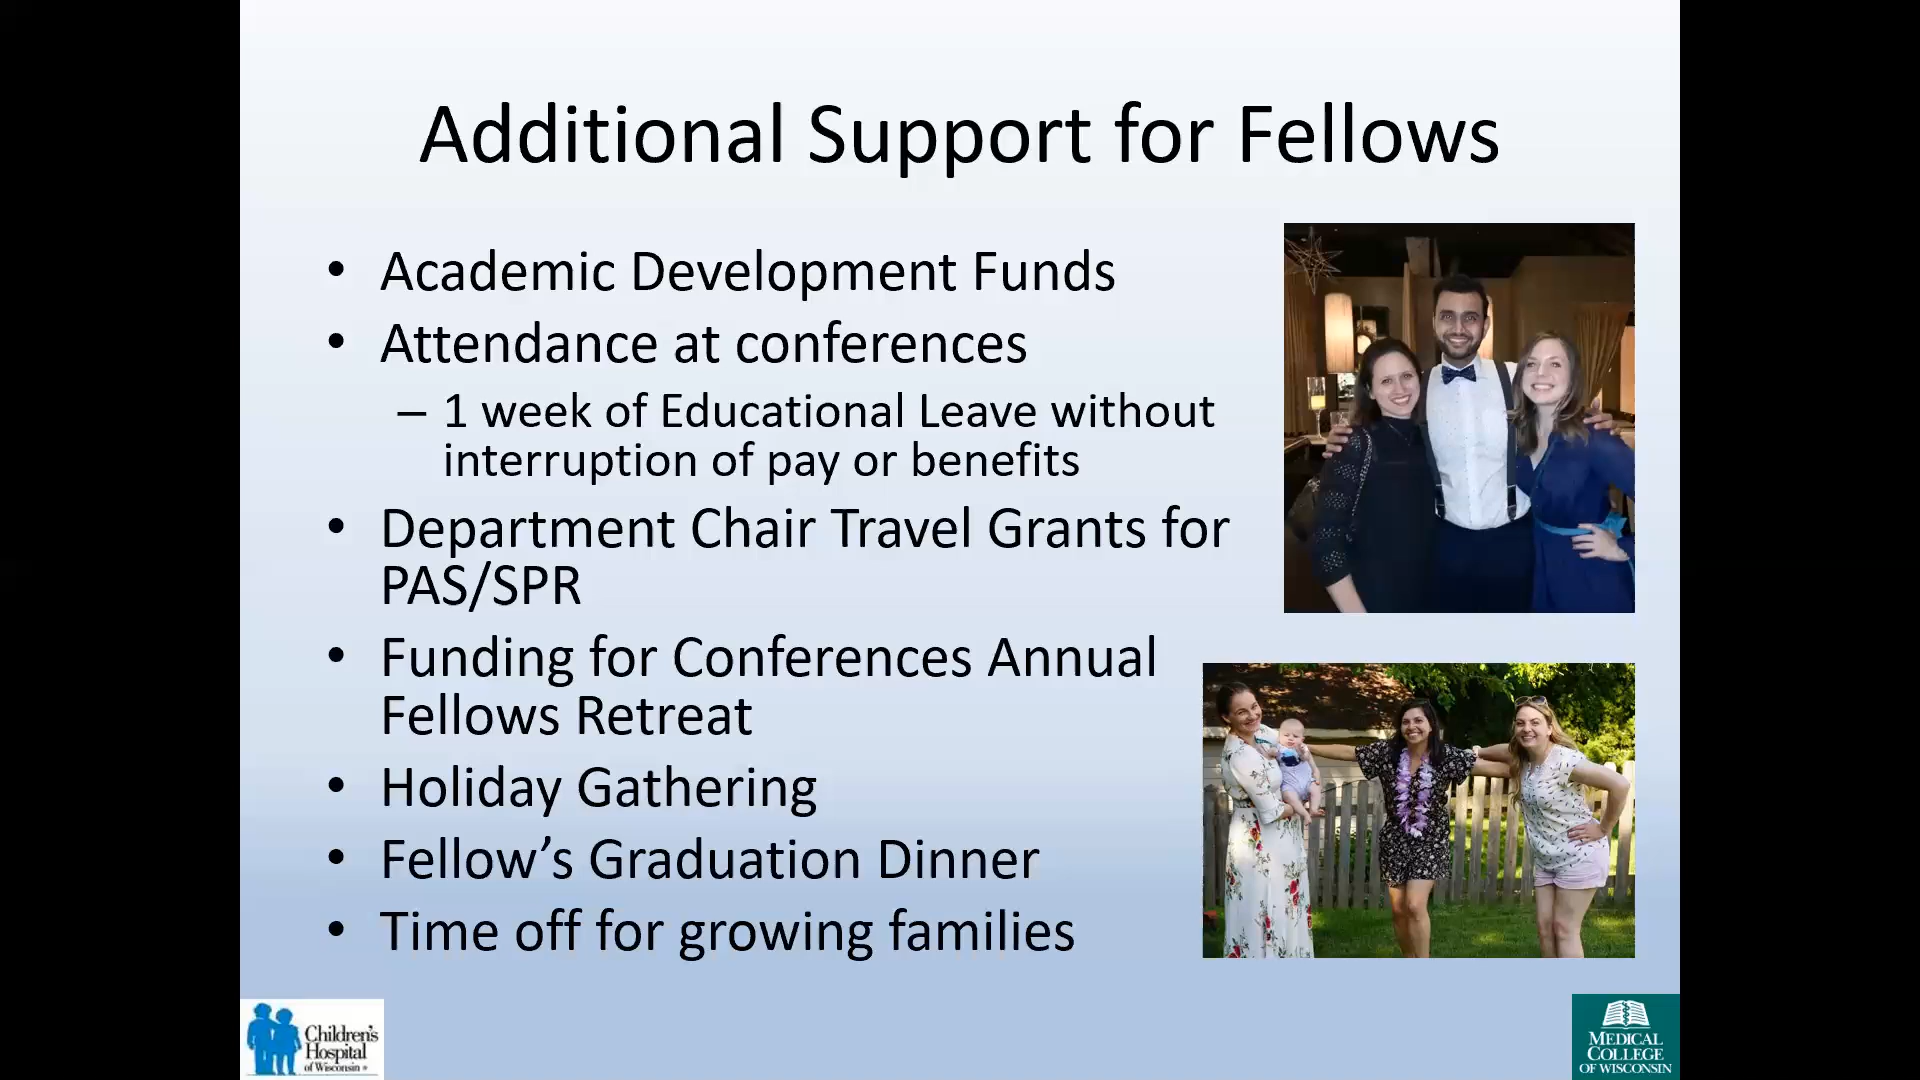 Additional Support for Fellows
• Academic Development Funds
• Attendance at conferences
– 1 week of Educational Leave without
interruption of pay or benefits
• Department Chair Travel Grants for
PAS/SPR
• Funding for Conferences Annual
Fellows Retreat
• Holiday Gathering
• Fellow’s Graduation Dinner
• Time off for growing families
Children's
Hospital
of Wisconsin
MEDICAL
COLLEGE
OF WISCONSIN